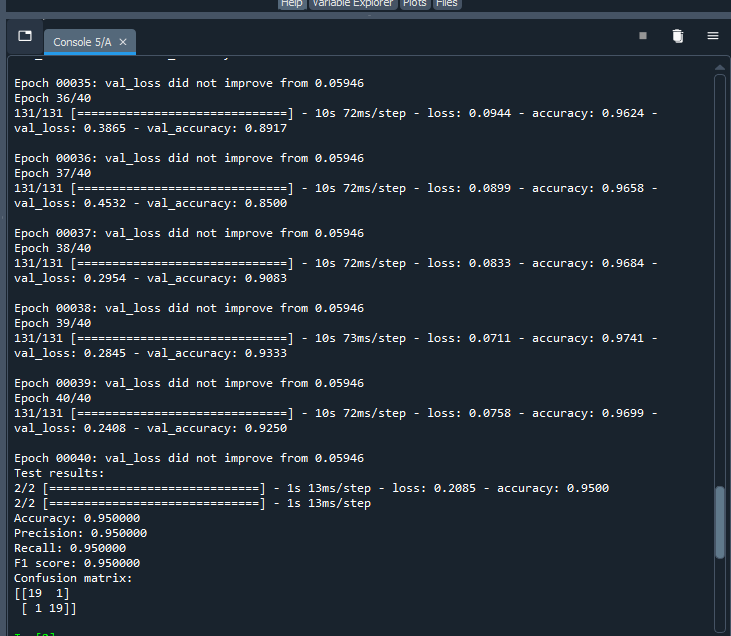 Help Variable Explorer Plots Files
Console 5/A ×
Epoch 00035: val_loss did not improve from 0.05946
Epoch 36/40
131/131 [==============================] - 10s 72ms/step - loss: 0.0944 - accuracy: 0.9624 -
val_loss: 0.3865 - val_accuracy: 0.8917
Epoch 00036: val_loss did not improve from 0.05946
Epoch 37/40
131/131 [==============================] - 10s 72ms/step - loss: 0.0899 - accuracy: 0.9658 -
val_loss: 0.4532 - val_accuracy: 0.8500
Epoch 00037: val_loss did not improve from 0.05946
Epoch 38/40
131/131 [==============================] - 10s 72ms/step - loss: 0.0833 - accuracy: 0.9684 -
val_loss: 0.2954 - val_accuracy: 0.9083
Epoch 00038: val_loss did not improve from 0.05946
Epoch 39/40
131/131 [==============================] - 10s 73ms/step - loss: 0.0711 - accuracy: 0.9741 -
val_loss: 0.2845 - val_accuracy: 0.9333
Epoch 00039: val_loss did not improve from 0.05946
Epoch 40/40
131/131 [==============================] - 10s 72ms/step - loss: 0.0758 - accuracy: 0.9699 -
val_loss: 0.2408 - val_accuracy: 0.9250
Epoch 00040: val_loss did not improve from 0.05946
Test results:
2/2 [==============================] - 1s 13ms/step - loss: 0.2085 - accuracy: 0.9500
2/2 [==============================] - 1s 13ms/step
Accuracy: 0.950000
Precision: 0.950000
Recall: 0.950000
F1 score: 0.950000
Confusion matrix:
[[19  1]
 [ 1 19]]